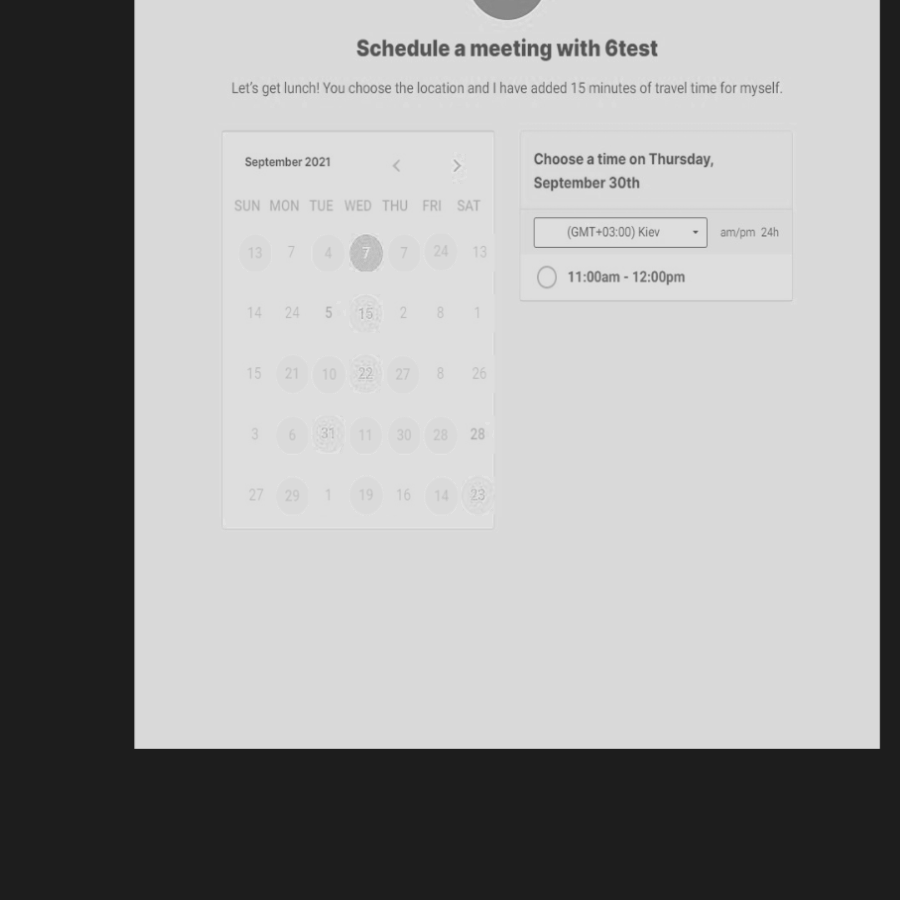 Schedule a meeting with 6test
Let's get lunch! You choose the location and I have added 15 minutes of travel time for myself.
September 2021
SUN MON TUE WED THU FRI SAT
13 7 4 7 7 24 13
14 24 5 15 2 8 1
15 21 10 22 27 8 26
3 6 31 11 30 28 28
27 29 1 19 16 14 23
Choose a time on Thursday,
September 30th
(GMT+03:00) Kiev am/pm 24h
11:00am - 12:00pm